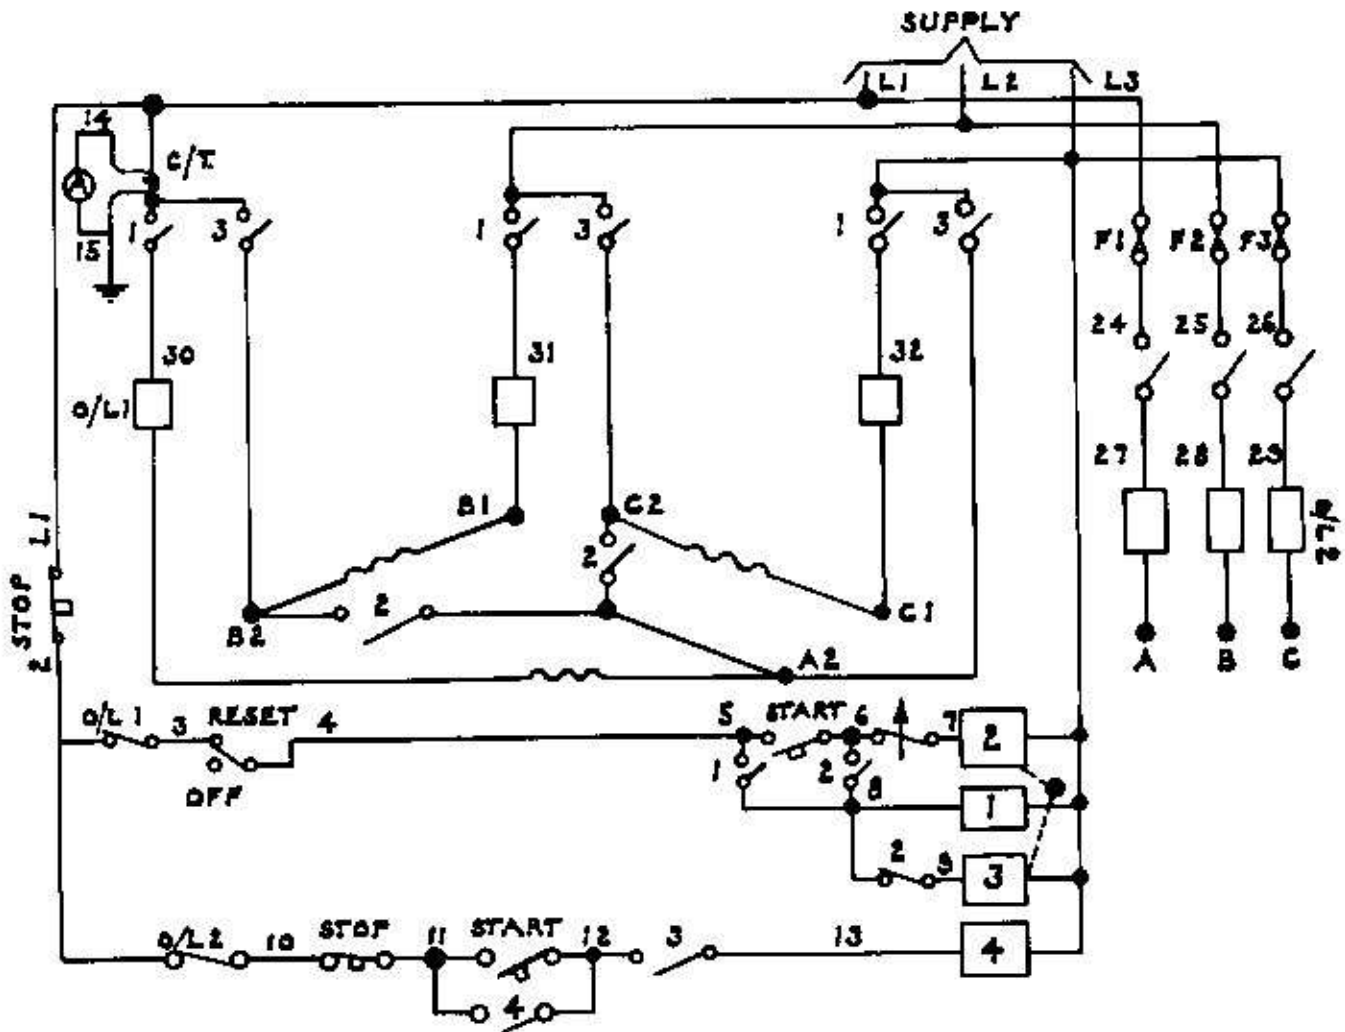 SUPPLY
L1 L2 L3
14
C/T.
A
15
1 3 1 3 1 3
F1 F2 F3
24 25 26
30 31 32
O/L1
27 28 29
O/L2
B1 C2
2
2
B2 C1
A2
A B C
L1
STOP
2
O/L1 3 RESET 4
OFF
5 START 6 7 2
1 2 8
1
2 9 3
O/L2 10 STOP 11 START 12 3 13 4
4